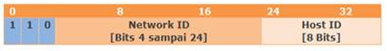 0 8 16 24 32
1 1 0 Network ID Host ID
[Bits 4 sampai 24] [8 Bits]